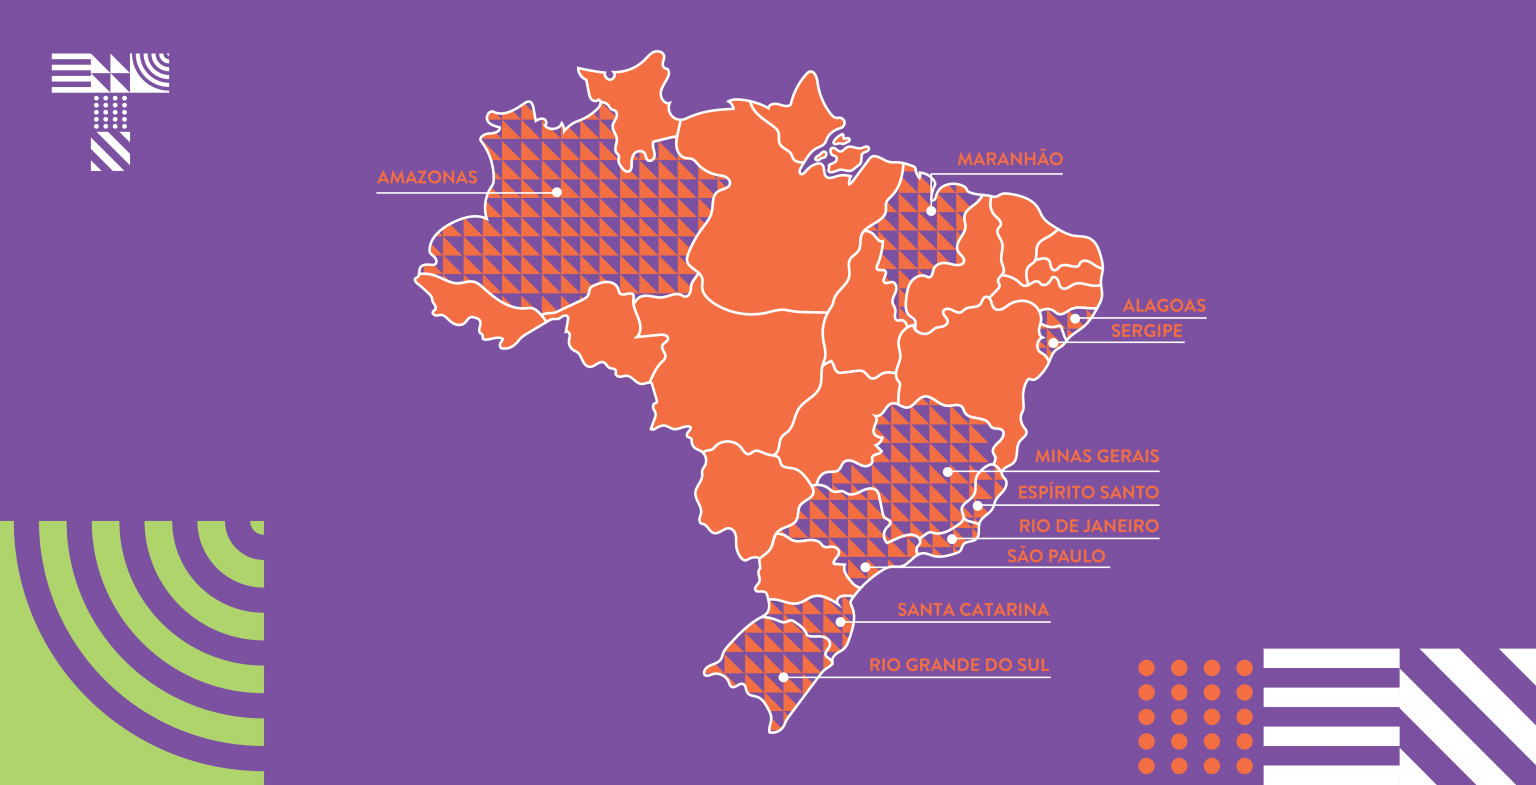 MARANHÃO
AMAZONAS
ALAGOAS
SERGIPE
MINAS GERAIS
ESPÍRITO SANTO
RIO DE JANEIRO
SÃO PAULO
SANTA CATARINA
RIO GRANDE DO SUL